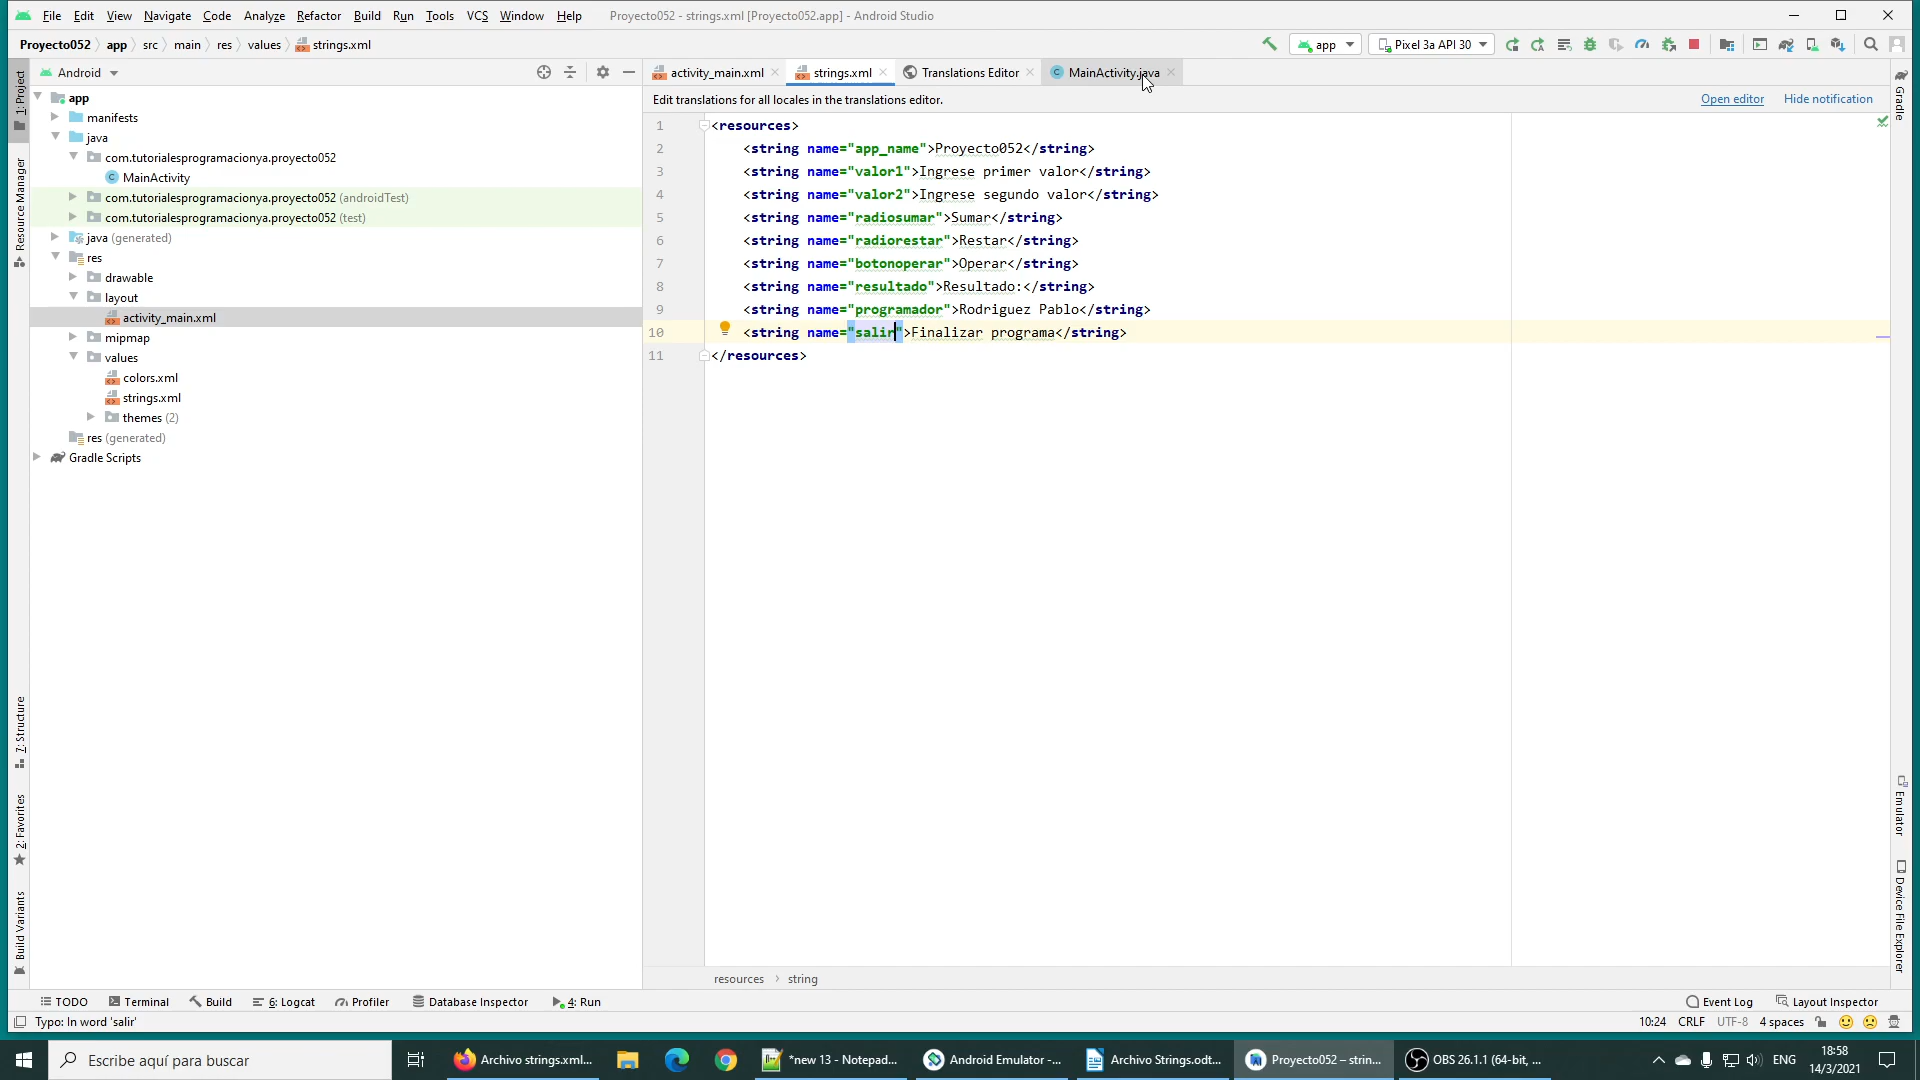 File Edit View Navigate Code Analyze Refactor Build Run Tools VCS Window Help Proyecto052 - strings.xml [Proyecto052.app] - Android Studio
Proyecto052 app src main res values strings.xml app Pixel 3a API 30
Android activity_main.xml strings.xml Translations Editor MainActivity.java
Edit translations for all locales in the translations editor. Open editor Hide notification
app
manifests
java
com.tutorialesprogramacionya.proyecto052
MainActivity
com.tutorialesprogramacionya.proyecto052 (androidTest)
com.tutorialesprogramacionya.proyecto052 (test)
java (generated)
res
drawable
layout
activity_main.xml
mipmap
values
colors.xml
strings.xml
themes (2)
res (generated)
Gradle Scripts
1 <resources>
2 <string name="app_name">Proyecto052</string>
3 <string name="valor1">Ingrese primer valor</string>
4 <string name="valor2">Ingrese segundo valor</string>
5 <string name="radiosumar">Sumar</string>
6 <string name="radiorestar">Restar</string>
7 <string name="botonoperar">Operar</string>
8 <string name="resultado">Resultado:</string>
9 <string name="programador">Rodriguez Pablo</string>
10 <string name="salir">Finalizar programa</string>
11 </resources>
1: Project
Resource Manager
7: Structure
2: Favorites
Build Variants
Gradle
Emulator
Device File Explorer
resources string
TODO Terminal Build 6: Logcat Profiler Database Inspector 4: Run Event Log Layout Inspector
Typo: In word 'salir' 10:24 CRLF UTF-8 4 spaces
Escribe aquí para buscar Archivo strings.xml... *new 13 - Notepad... Android Emulator -... Archivo Strings.odt... Proyecto052 – strin... OBS 26.1.1 (64-bit, ... ENG 18:58
14/3/2021